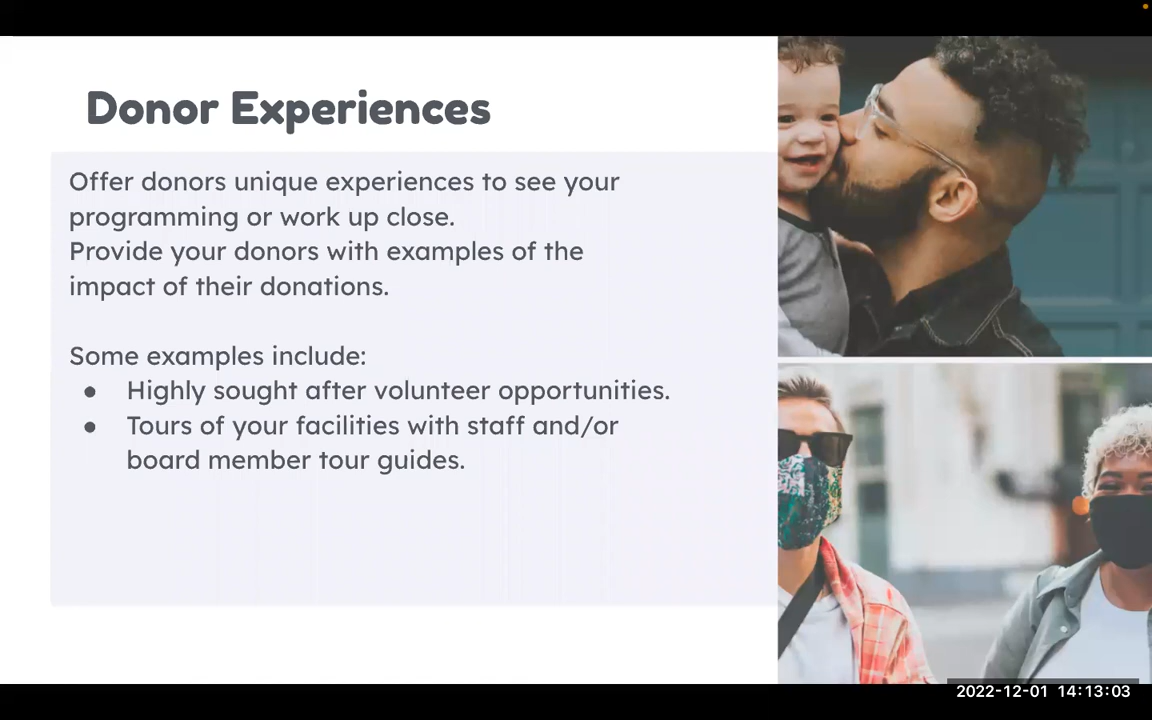 Donor Experiences
Offer donors unique experiences to see your
programming or work up close.
Provide your donors with examples of the
impact of their donations.
Some examples include:
● Highly sought after volunteer opportunities.
● Tours of your facilities with staff and/or
board member tour guides.
2022-12-01 14:13:03